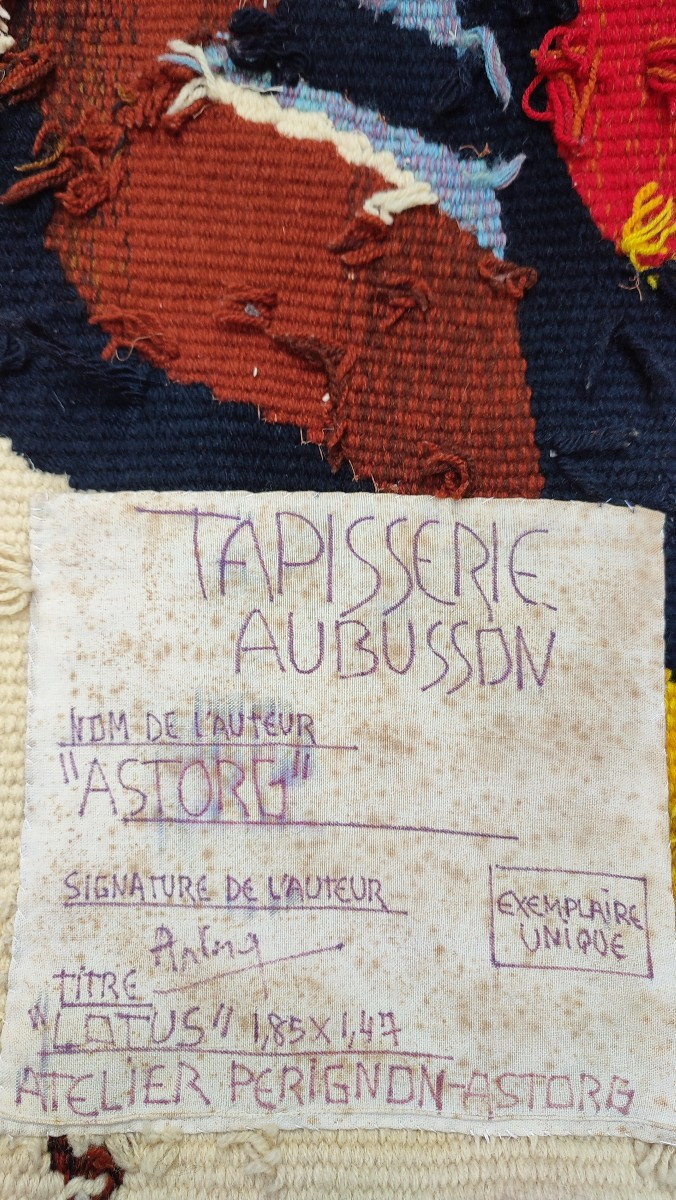 TAPISSERIE
AUBUSSON
NOM DE L'AUTEUR
"ASTORG"
SIGNATURE DE L'AUTEUR
EXEMPLAIRE
UNIQUE
Astorg
TITRE
"LOTUS" 1,85 x 1,47
ATELIER PERIGNON-ASTORG